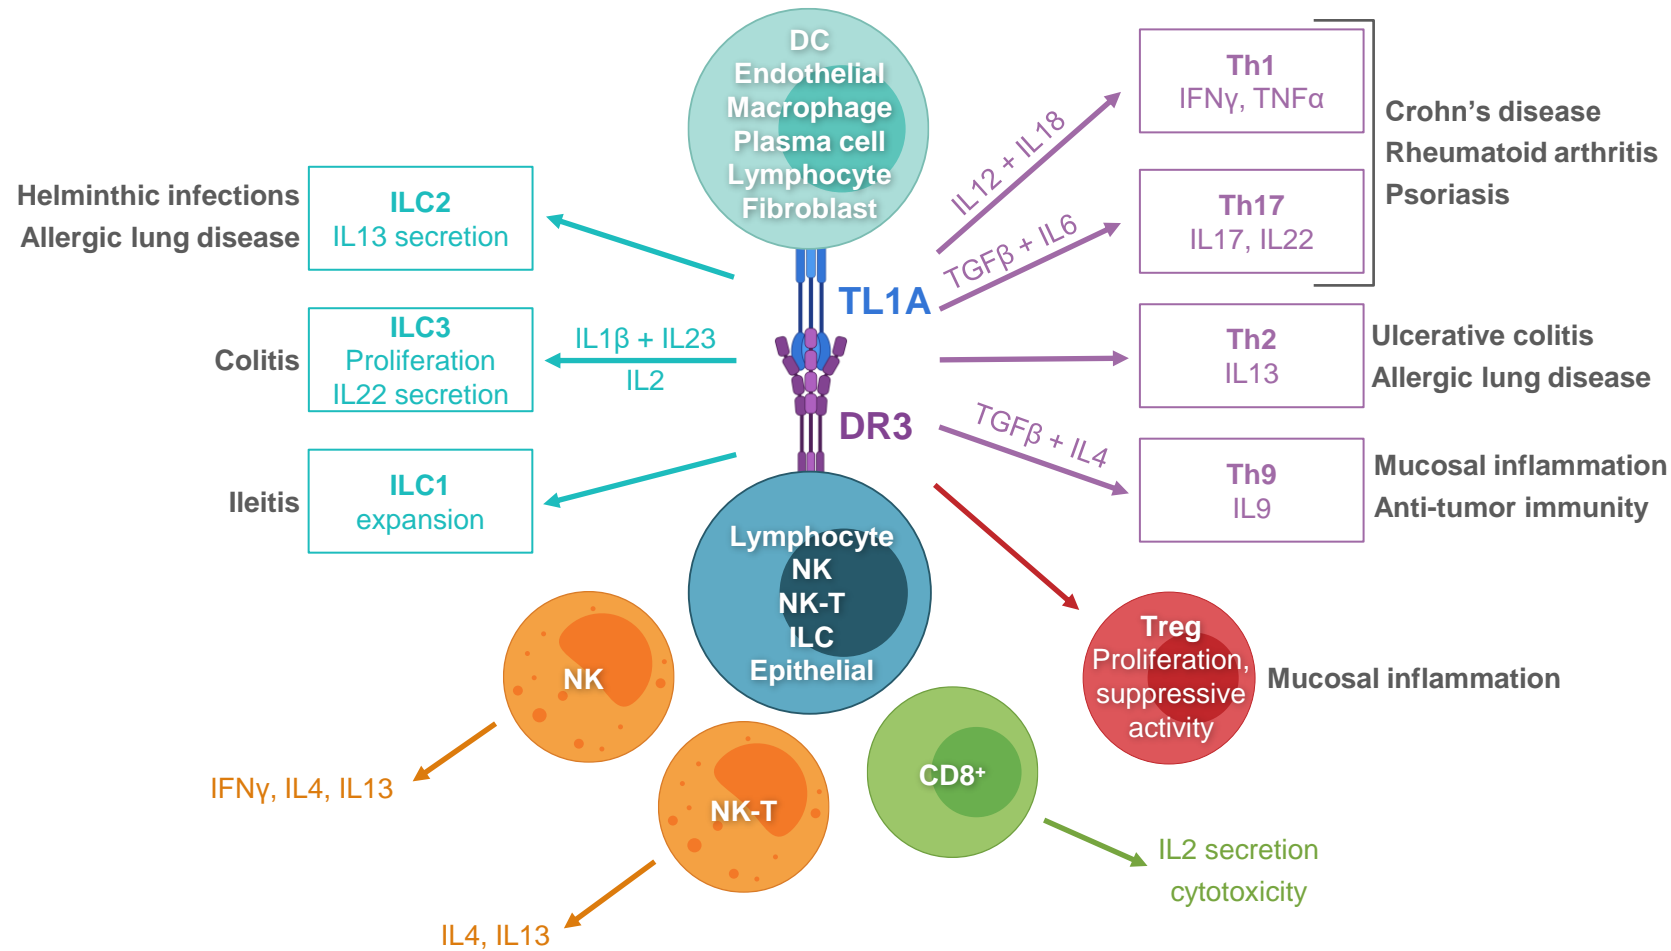 DC
Endothelial
Macrophage
Plasma cell
Lymphocyte
Fibroblast
TL1A
DR3
Lymphocyte
NK
NK-T
ILC
Epithelial
Helminthic infections
Allergic lung disease
ILC2
IL13 secretion
Colitis
ILC3
Proliferation
IL22 secretion
IL1β + IL23
IL2
Ileitis
ILC1
expansion
IL12 + IL18
Th1
IFNγ, TNFα
TGFβ + IL6
Th17
IL17, IL22
Crohn's disease
Rheumatoid arthritis
Psoriasis
Th2
IL13
Ulcerative colitis
Allergic lung disease
TGFβ + IL4
Th9
IL9
Mucosal inflammation
Anti-tumor immunity
Treg
Proliferation,
suppressive
activity
Mucosal inflammation
NK
IFNγ, IL4, IL13
NK-T
IL4, IL13
CD8⁺
IL2 secretion
cytotoxicity